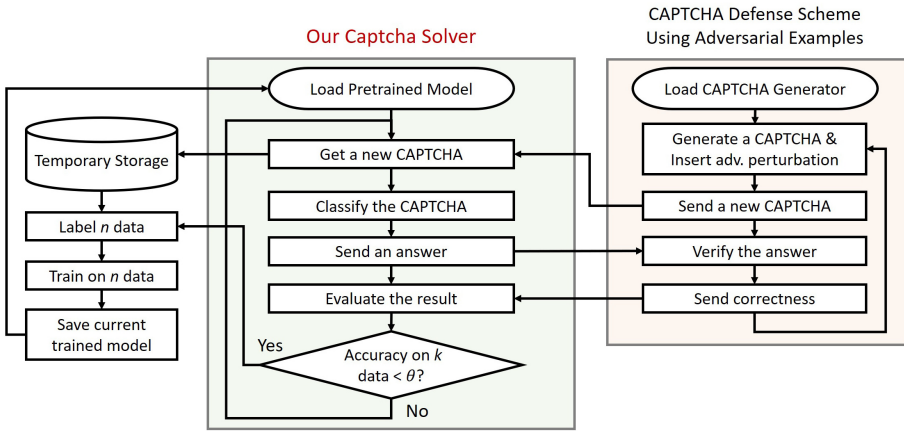 Our Captcha Solver
CAPTCHA Defense Scheme
Using Adversarial Examples
Load Pretrained Model
Get a new CAPTCHA
Classify the CAPTCHA
Send an answer
Evaluate the result
Accuracy on k
data < θ?
Yes
No
Temporary Storage
Label n data
Train on n data
Save current
trained model
Load CAPTCHA Generator
Generate a CAPTCHA &
Insert adv. perturbation
Send a new CAPTCHA
Verify the answer
Send correctness